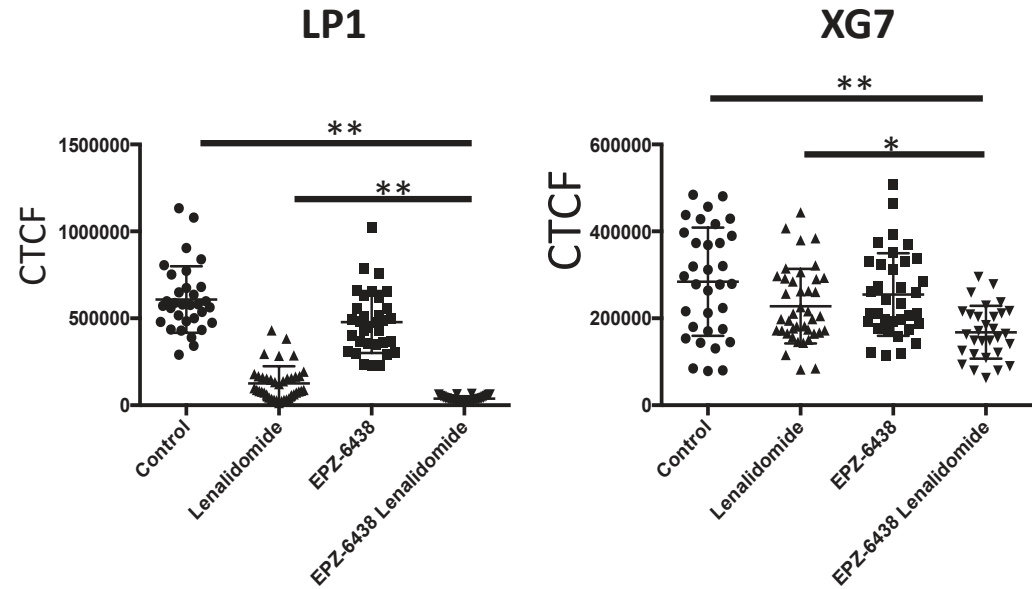 LP1
**
**
CTCF
1500000
1000000
500000
0
Control
Lenalidomide
EPZ-6438
EPZ-6438 Lenalidomide
XG7
**
*
CTCF
600000
400000
200000
0
Control
Lenalidomide
EPZ-6438
EPZ-6438 Lenalidomide